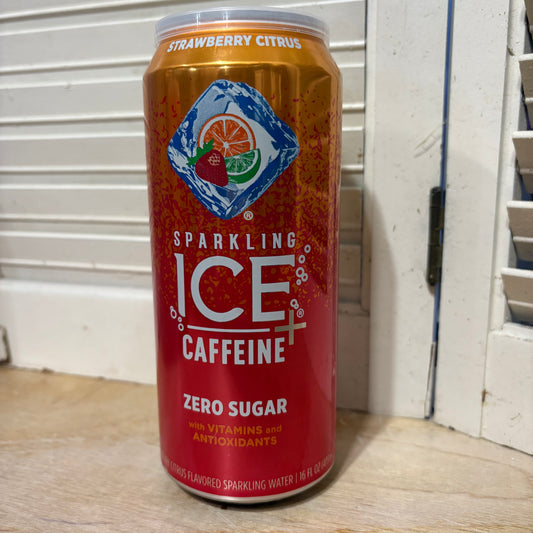 STRAWBERRY CITRUS
®
SPARKLING
ICE
+®
CAFFEINE
ZERO SUGAR
with VITAMINS and
ANTIOXIDANTS
CITRUS FLAVORED SPARKLING WATER | 16 FL OZ